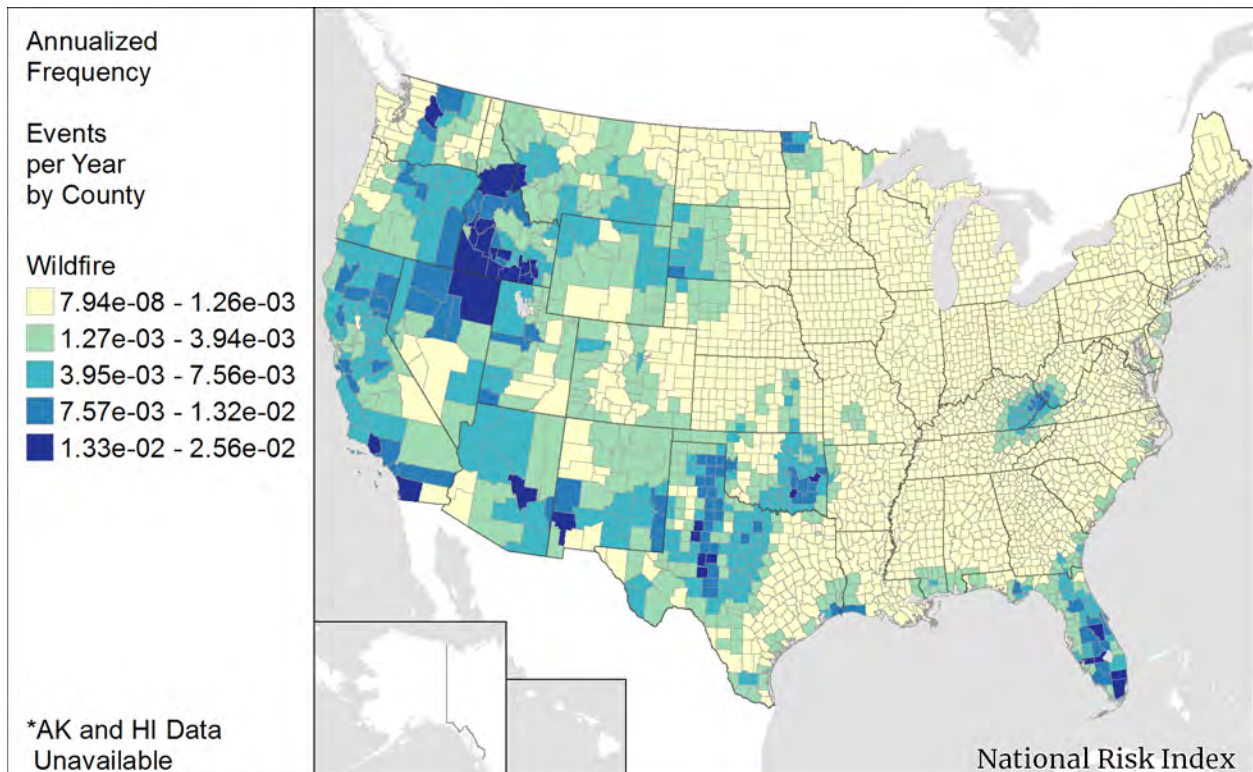 Annualized
Frequency
Events
per Year
by County
Wildfire
7.94e-08 - 1.26e-03
1.27e-03 - 3.94e-03
3.95e-03 - 7.56e-03
7.57e-03 - 1.32e-02
1.33e-02 - 2.56e-02
*AK and HI Data
Unavailable
National Risk Index